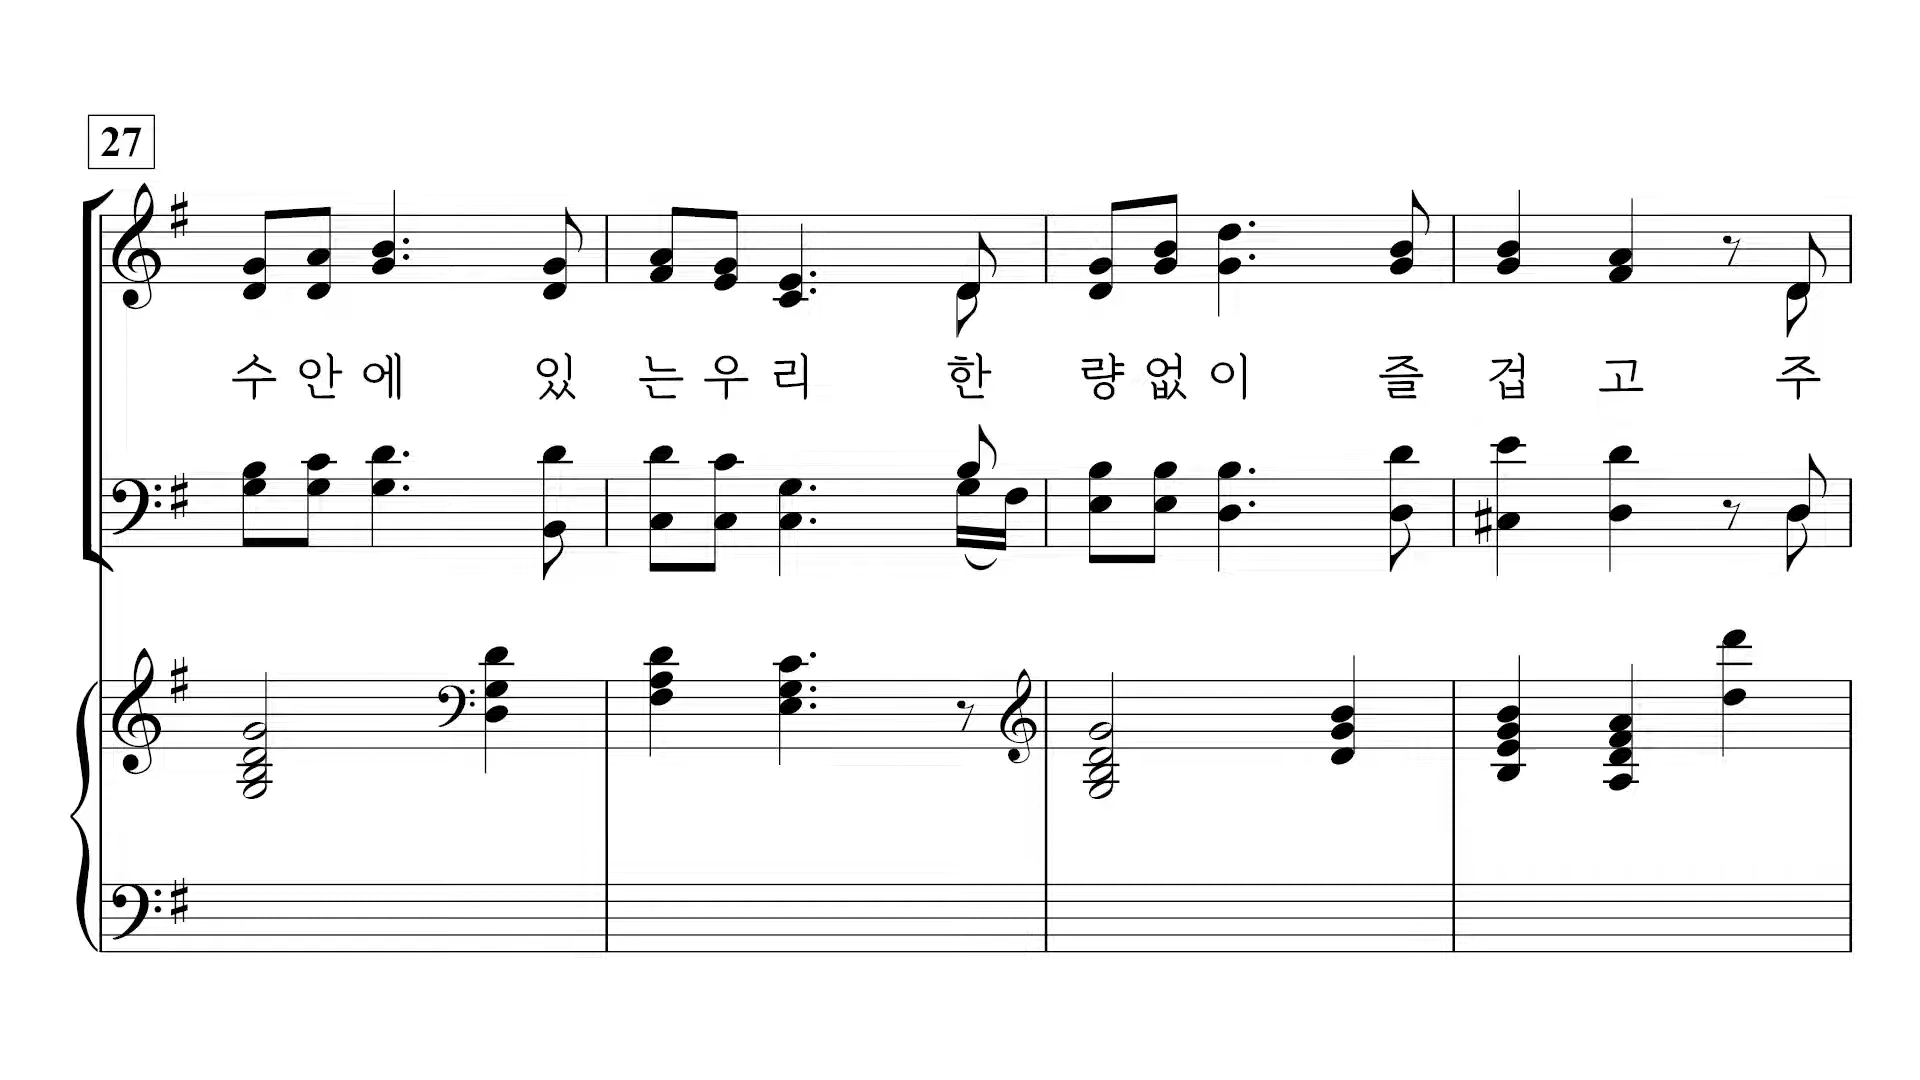 27
수 안 에 있 는 우 리 한 량 없 이 즐 겁 고 주